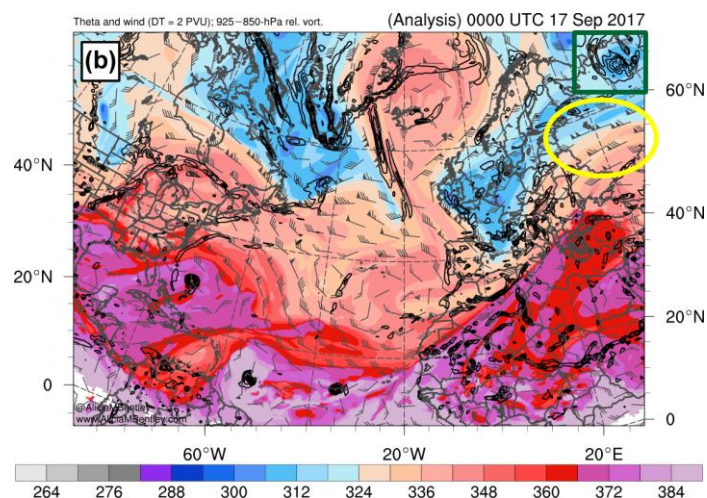 Theta and wind (DT = 2 PVU); 925−850-hPa rel. vort. (Analysis) 0000 UTC 17 Sep 2017
(b)
60°N
40°N
40°N
20°N
20°N
0
0
@AliciaMBentley
www.AliciaMBentley.com
60°W 20°W 20°E
264 276 288 300 312 324 336 348 360 372 384